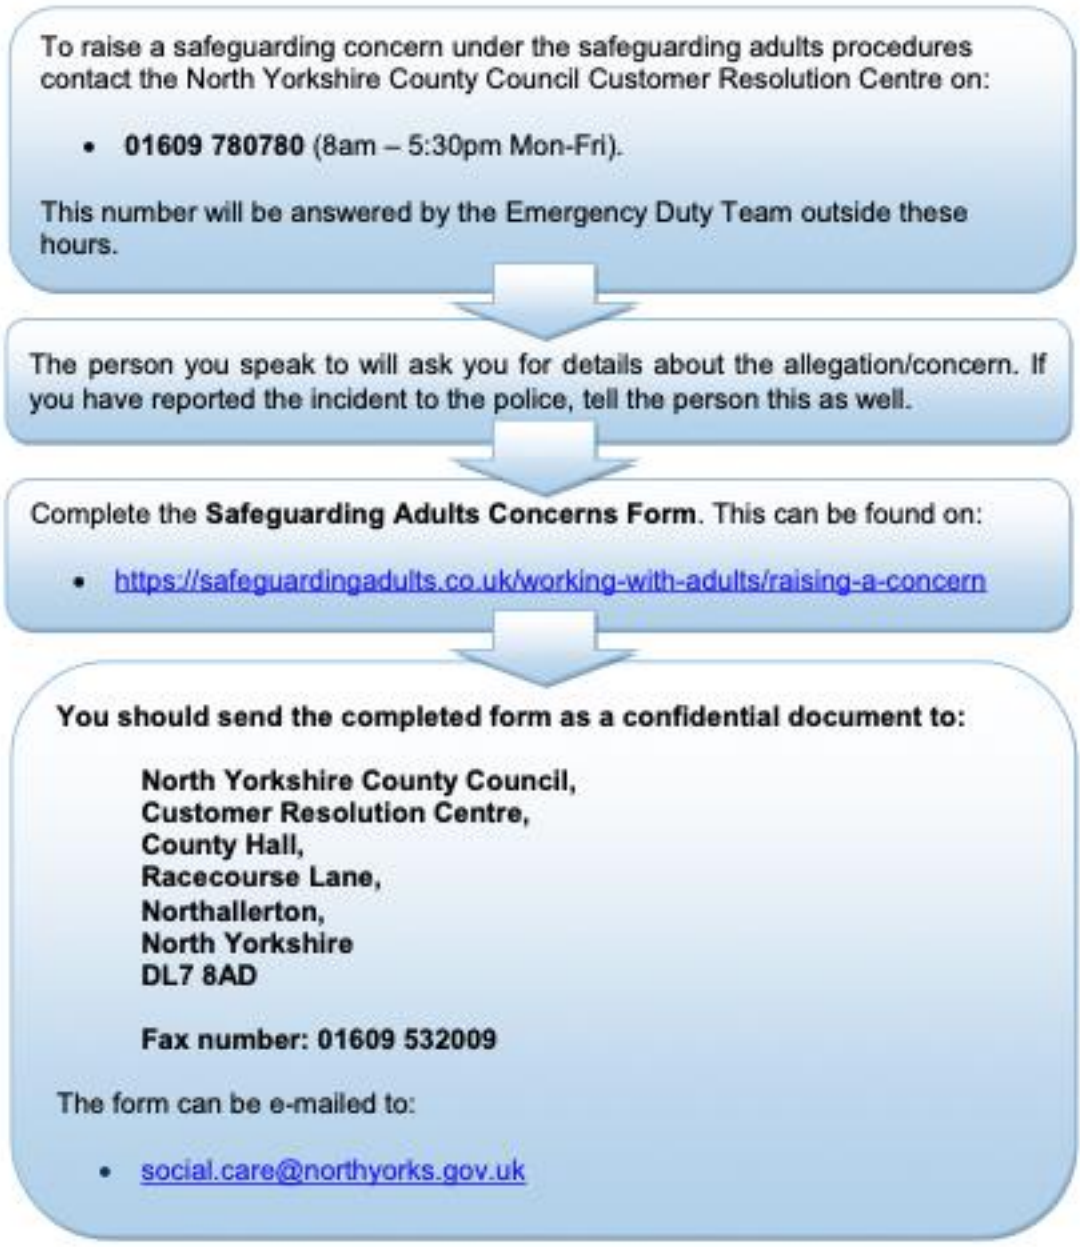 To raise a safeguarding concern under the safeguarding adults procedures
contact the North Yorkshire County Council Customer Resolution Centre on:
• 01609 780780 (8am – 5:30pm Mon-Fri).
This number will be answered by the Emergency Duty Team outside these
hours.
The person you speak to will ask you for details about the allegation/concern. If
you have reported the incident to the police, tell the person this as well.
Complete the Safeguarding Adults Concerns Form. This can be found on:
• https://safeguardingadults.co.uk/working-with-adults/raising-a-concern
You should send the completed form as a confidential document to:
North Yorkshire County Council,
Customer Resolution Centre,
County Hall,
Racecourse Lane,
Northallerton,
North Yorkshire
DL7 8AD
Fax number: 01609 532009
The form can be e-mailed to:
• social.care@northyorks.gov.uk